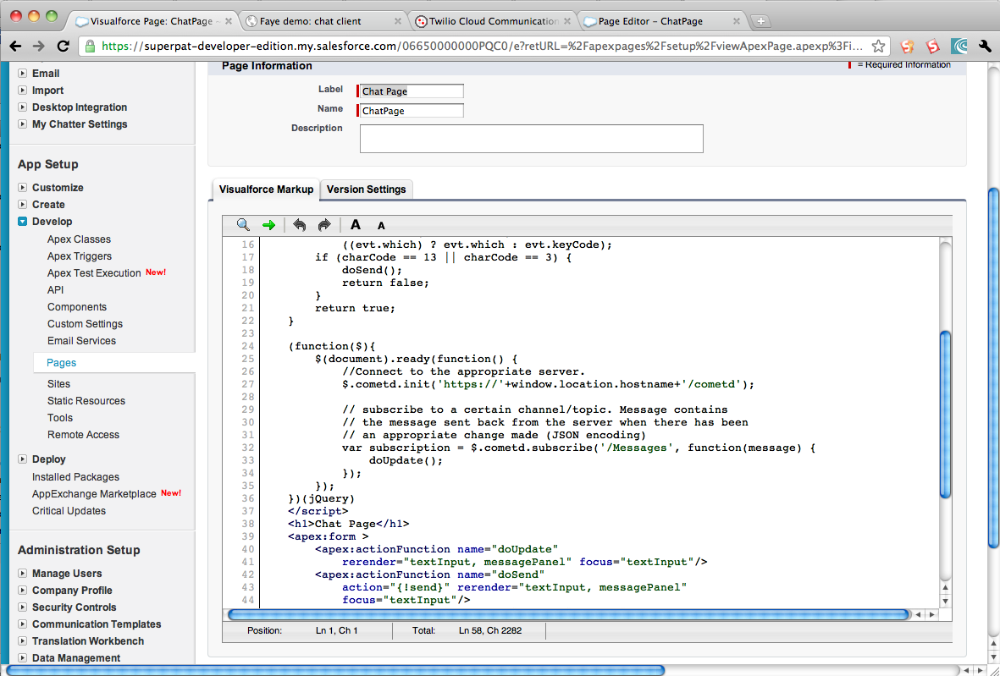 Visualforce Page: ChatPage ~
Faye demo: chat client
Twilio Cloud Communication
Page Editor – ChatPage
https://superpat-developer-edition.my.salesforce.com/06650000000PQC0/e?retURL=%2Fapexpages%2Fsetup%2FviewApexPage.apexp%3Fi...
Email
Import
Desktop Integration
My Chatter Settings
App Setup
Customize
Create
Develop
Apex Classes
Apex Triggers
Apex Test Execution New!
API
Components
Custom Settings
Email Services
Pages
Sites
Static Resources
Tools
Remote Access
Deploy
Installed Packages
AppExchange Marketplace New!
Critical Updates
Administration Setup
Manage Users
Company Profile
Security Controls
Communication Templates
Translation Workbench
Data Management
Page Information
= Required Information
Label Chat Page
Name ChatPage
Description
Visualforce Markup Version Settings
A A
16 ((evt.which) ? evt.which : evt.keyCode);
17 if (charCode == 13 || charCode == 3) {
18 doSend();
19 return false;
20 }
21 return true;
22 }
23
24 (function($){
25 $(document).ready(function() {
26 //Connect to the appropriate server.
27 $.cometd.init('https://'+window.location.hostname+'/cometd');
28
29 // subscribe to a certain channel/topic. Message contains
30 // the message sent back from the server when there has been
31 // an appropriate change made (JSON encoding)
32 var subscription = $.cometd.subscribe('/Messages', function(message) {
33 doUpdate();
34 });
35 });
36 })(jQuery)
37 </script>
38 <h1>Chat Page</h1>
39 <apex:form >
40 <apex:actionFunction name="doUpdate"
41 rerender="textInput, messagePanel" focus="textInput"/>
42 <apex:actionFunction name="doSend"
43 action="{!send}" rerender="textInput, messagePanel"
44 focus="textInput"/>
Position: Ln 1, Ch 1 Total: Ln 58, Ch 2282